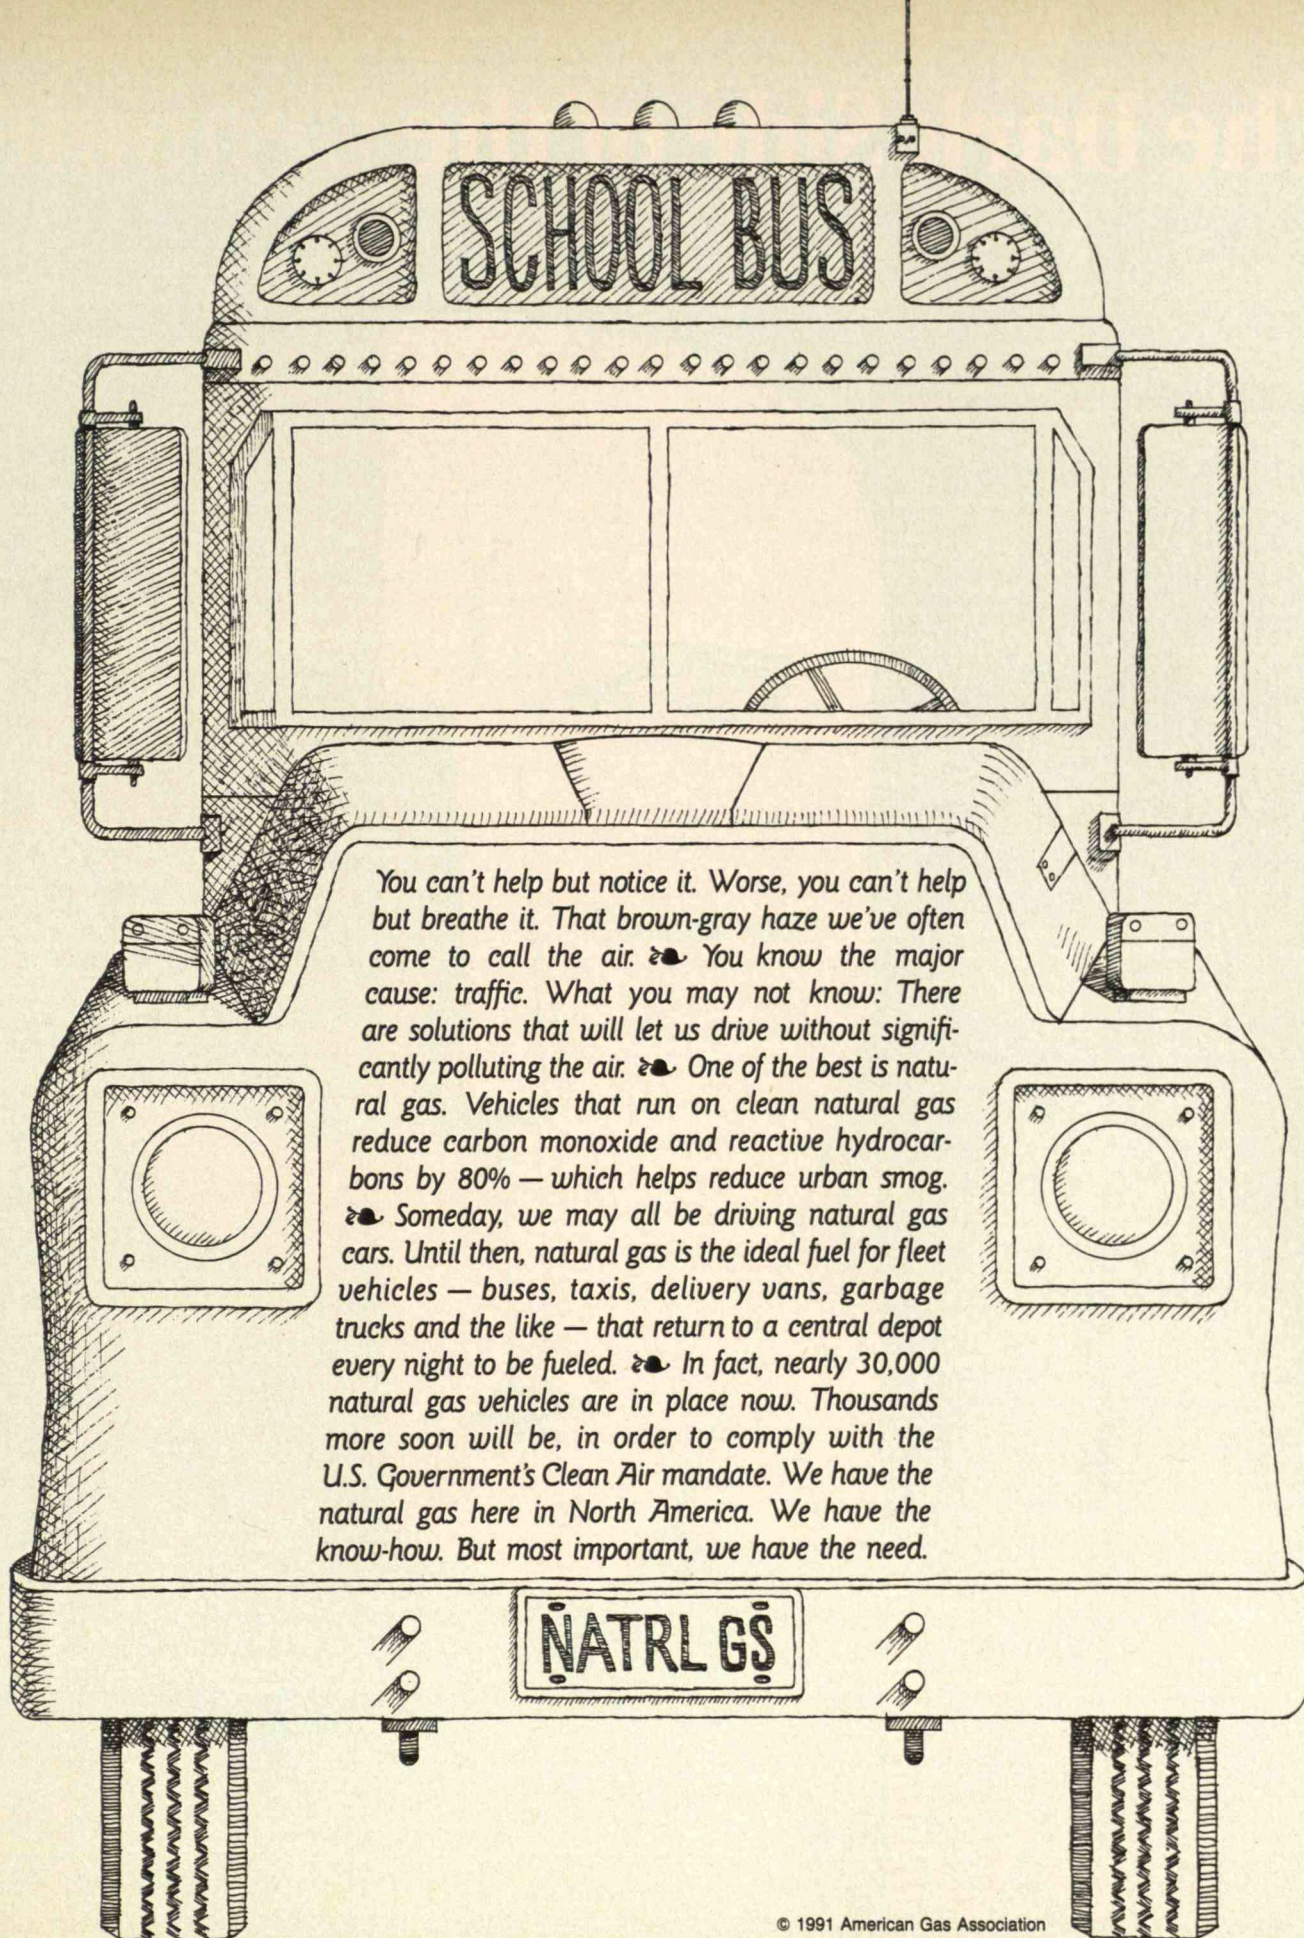 SCHOOL BUS
You can't help but notice it. Worse, you can't help
but breathe it. That brown-gray haze we've often
come to call the air. ❧ You know the major
cause: traffic. What you may not know: There
are solutions that will let us drive without signifi-
cantly polluting the air. ❧ One of the best is natu-
ral gas. Vehicles that run on clean natural gas
reduce carbon monoxide and reactive hydrocar-
bons by 80% — which helps reduce urban smog.
❧ Someday, we may all be driving natural gas
cars. Until then, natural gas is the ideal fuel for fleet
vehicles — buses, taxis, delivery vans, garbage
trucks and the like — that return to a central depot
every night to be fueled. ❧ In fact, nearly 30,000
natural gas vehicles are in place now. Thousands
more soon will be, in order to comply with the
U.S. Government's Clean Air mandate. We have the
natural gas here in North America. We have the
know-how. But most important, we have the need.
NATRL GS
© 1991 American Gas Association